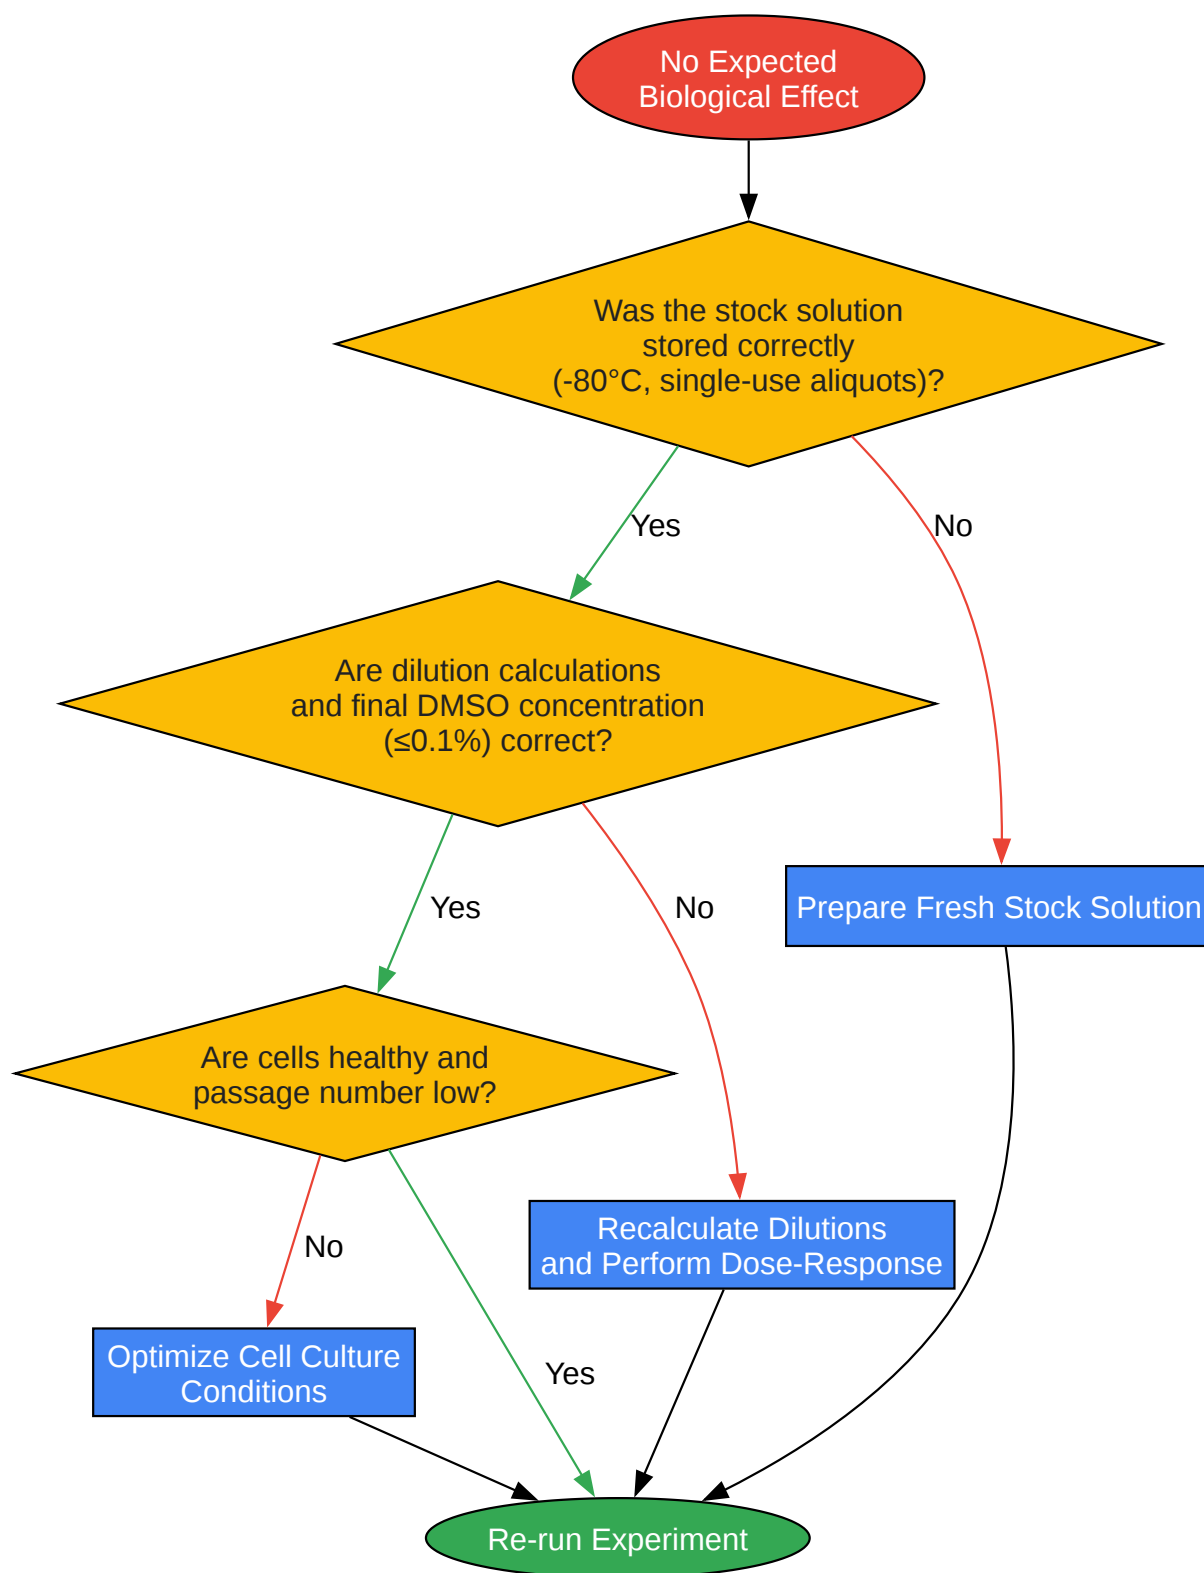 No Expected
Biological Effect
Was the stock solution
stored correctly
(-80°C, single-use aliquots)?
Yes
No
Are dilution calculations
and final DMSO concentration
(≤0.1%) correct?
Yes
No
Prepare Fresh Stock Solution
Are cells healthy and
passage number low?
No
Yes
Recalculate Dilutions
and Perform Dose-Response
Optimize Cell Culture
Conditions
Re-run Experiment